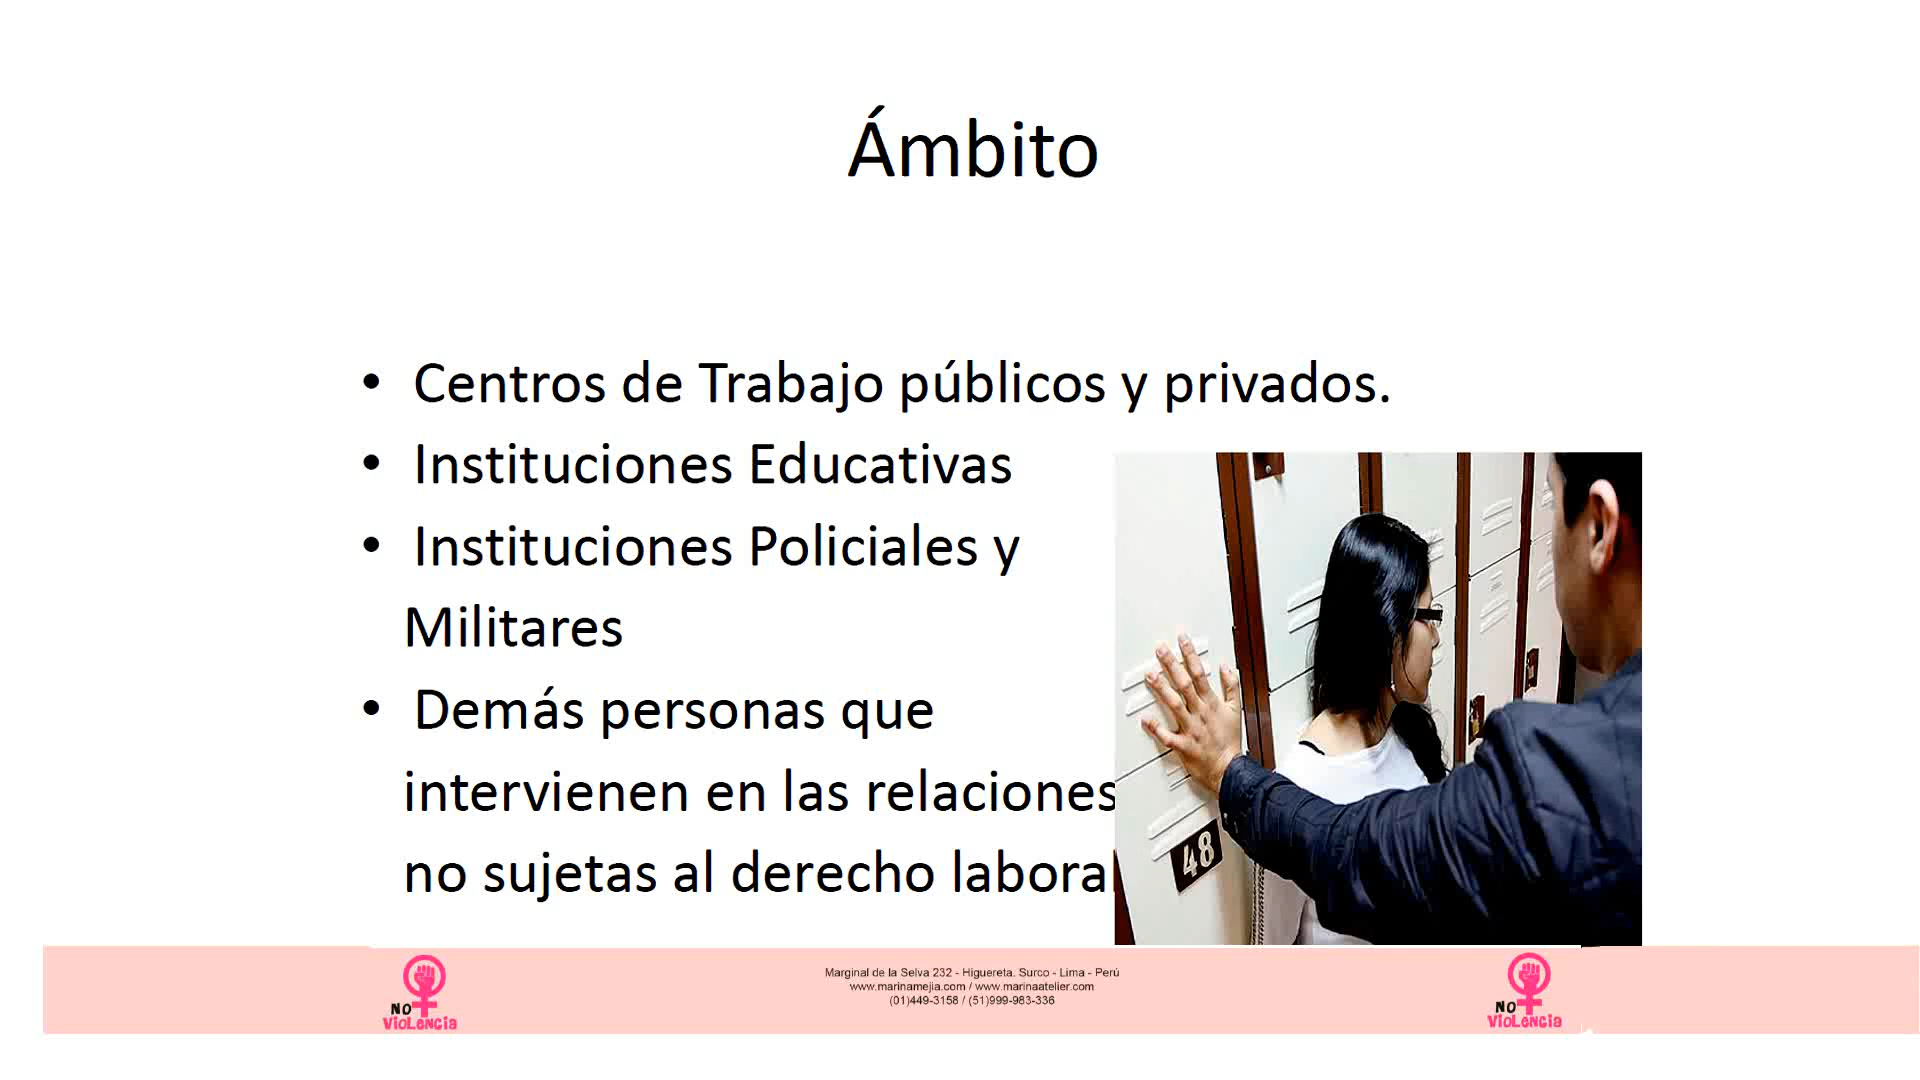 Ámbito
• Centros de Trabajo públicos y privados.
• Instituciones Educativas
• Instituciones Policiales y
Militares
• Demás personas que
intervienen en las relaciones
no sujetas al derecho laboral
48
NO
VioLencia
Marginal de la Selva 232 - Higuereta. Surco - Lima - Perú
www.marinamejia.com / www.marinaatelier.com
(01)449-3158 / (51)999-983-336
NO
VioLencia